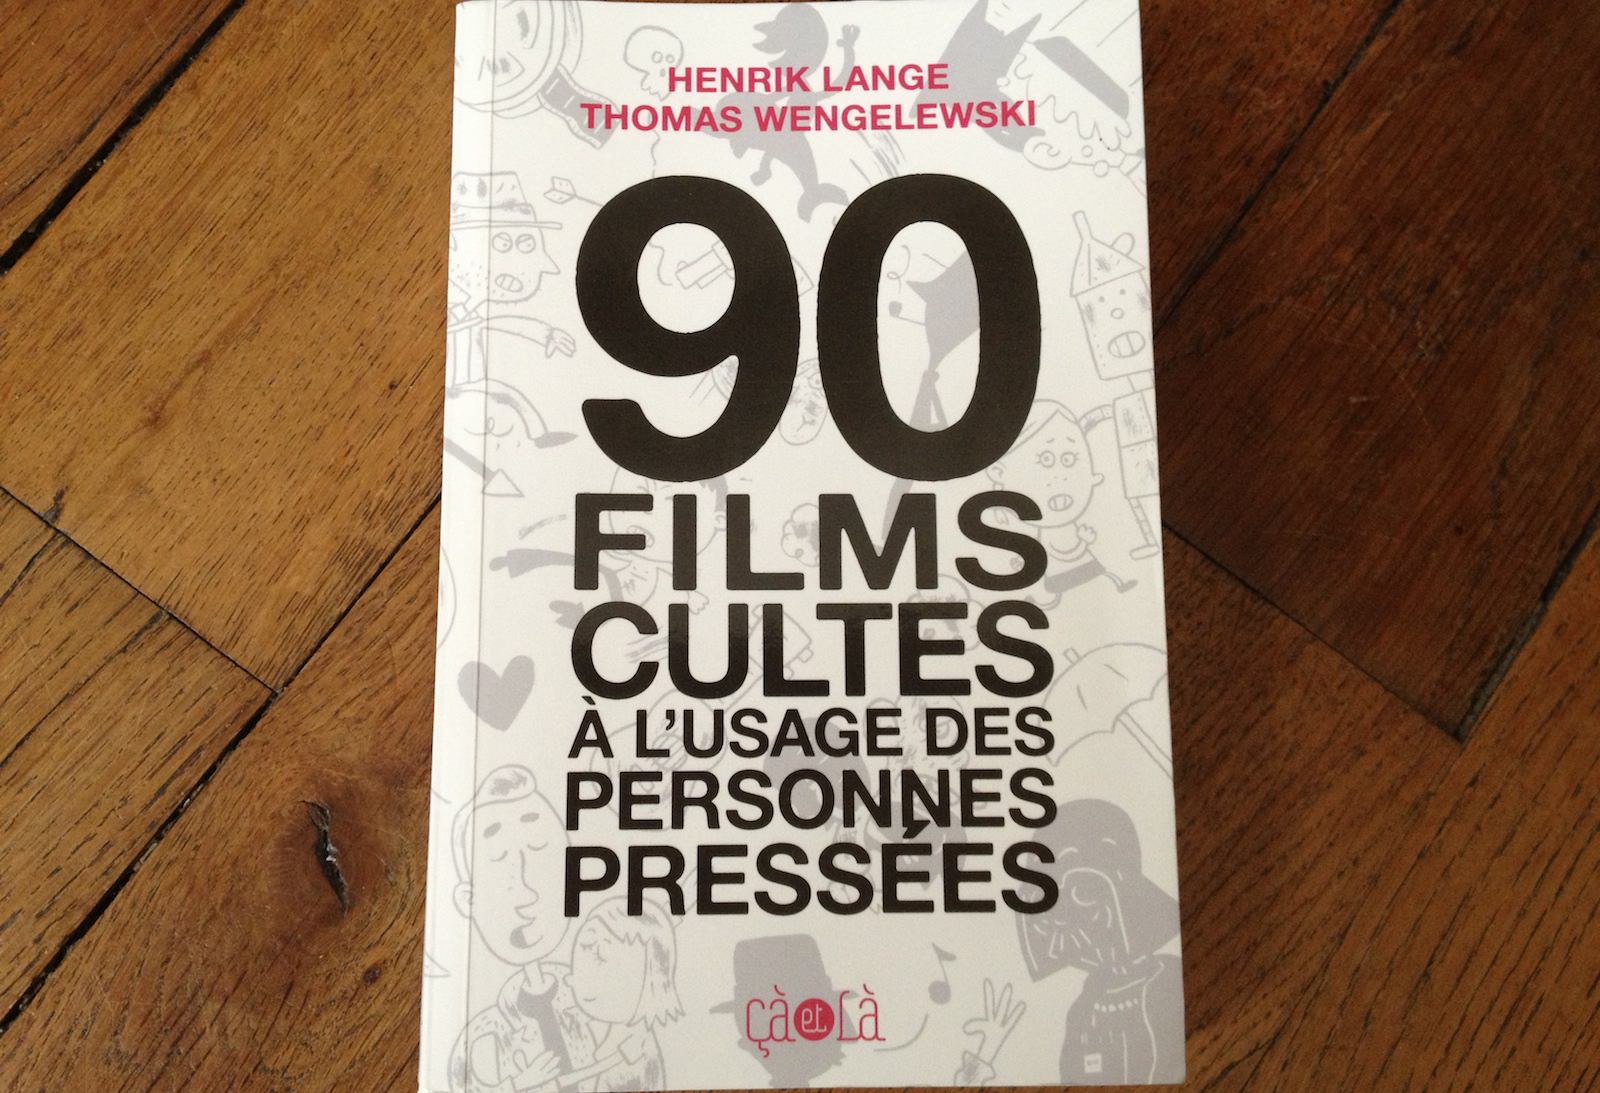 HENRIK LANGE
THOMAS WENGELEWSKI
90
FILMS
CULTES
À L'USAGE DES
PERSONNES
PRESSÉES
çà et là